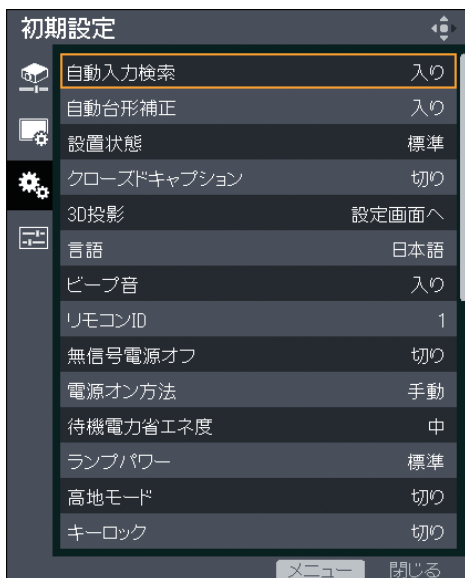 初期設定
自動入力検索 入り
自動台形補正 入り
設置状態 標準
クローズドキャプション 切り
3D投影 設定画面へ
言語 日本語
ビープ音 入り
リモコンID 1
無信号電源オフ 切り
電源オン方法 手動
待機電力省エネ度 中
ランプパワー 標準
高地モード 切り
キーロック 切り
メニュー 閉じる